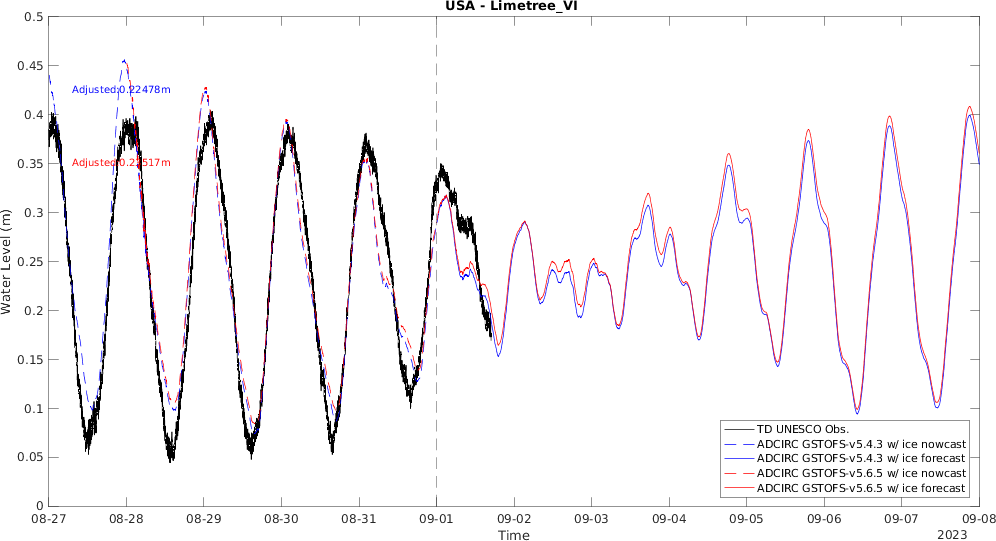 USA - Limetree_VI
0.5
0.45
0.4
0.35
0.3
0.25
0.2
0.15
0.1
0.05
0
Water Level (m)
Adjusted:0.22478m
Adjusted:0.22517m
TD UNESCO Obs.
ADCIRC GSTOFS-v5.4.3 w/ ice nowcast
ADCIRC GSTOFS-v5.4.3 w/ ice forecast
ADCIRC GSTOFS-v5.6.5 w/ ice nowcast
ADCIRC GSTOFS-v5.6.5 w/ ice forecast
08-27 08-28 08-29 08-30 08-31 09-01 09-02 09-03 09-04 09-05 09-06 09-07 09-08
Time
2023